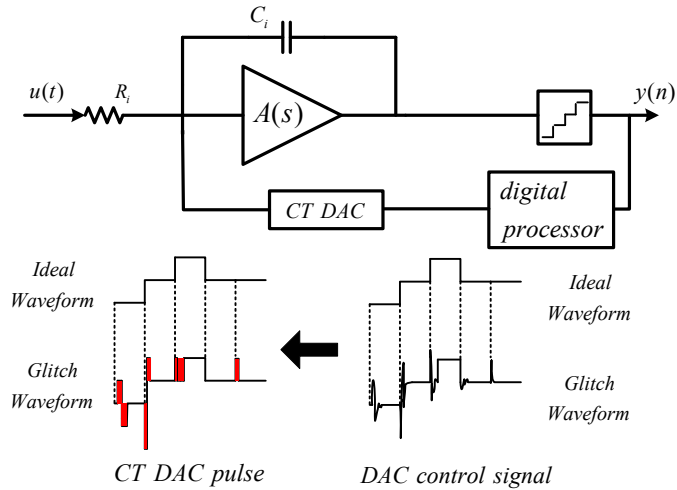 C_i
u(t)
R_i
A(s)
y(n)
CT DAC
digital
processor
Ideal
Waveform
Glitch
Waveform
CT DAC pulse
Ideal
Waveform
Glitch
Waveform
DAC control signal